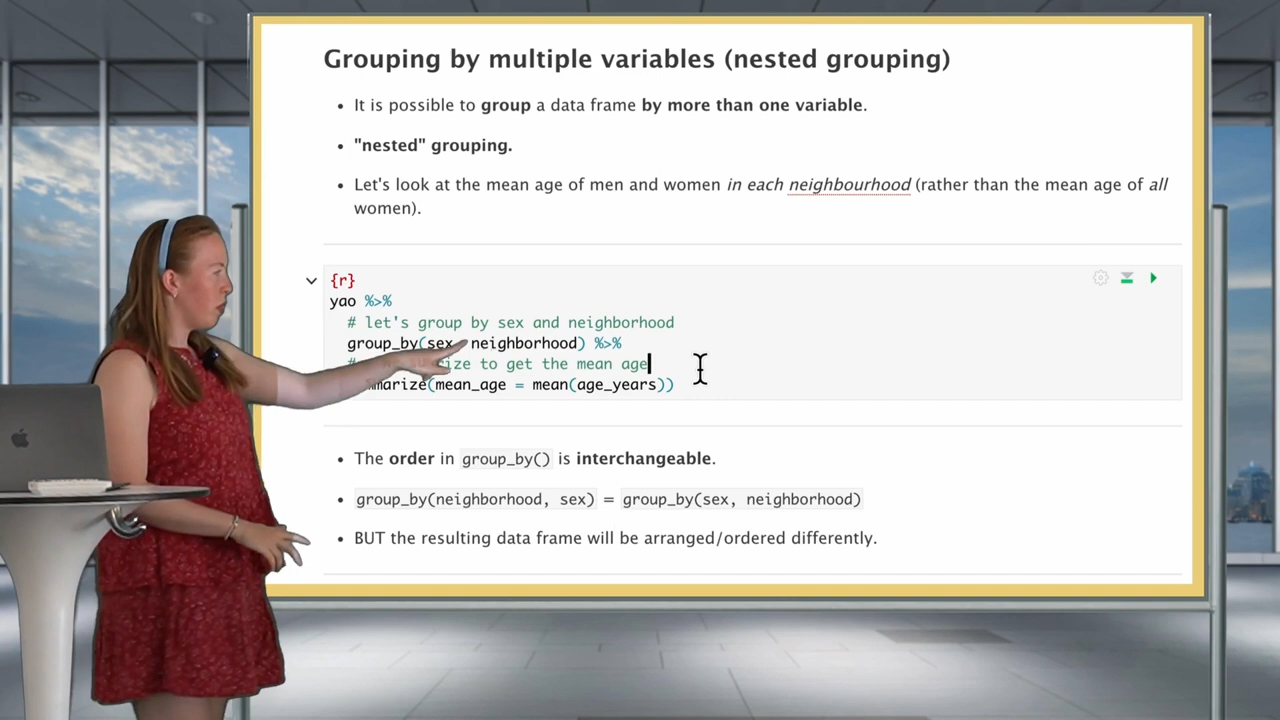 Grouping by multiple variables (nested grouping)
• It is possible to group a data frame by more than one variable.
• "nested" grouping.
• Let's look at the mean age of men and women in each neighbourhood (rather than the mean age of all
women).
{r}
yao %>%
# let's group by sex and neighborhood
group_by(sex neighborhood) %>%
# to get the mean age
(mean_age = mean(age_years))
• The order in group_by() is interchangeable.
• group_by(neighborhood, sex) = group_by(sex, neighborhood)
• BUT the resulting data frame will be arranged/ordered differently.